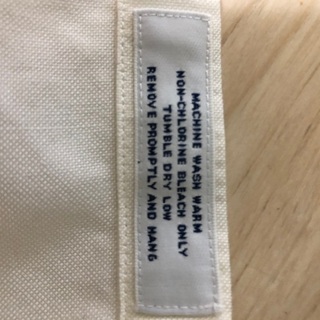 MACHINE WASH WARM
NON-CHLORINE BLEACH ONLY
TUMBLE DRY LOW
REMOVE PROMPTLY AND HANG